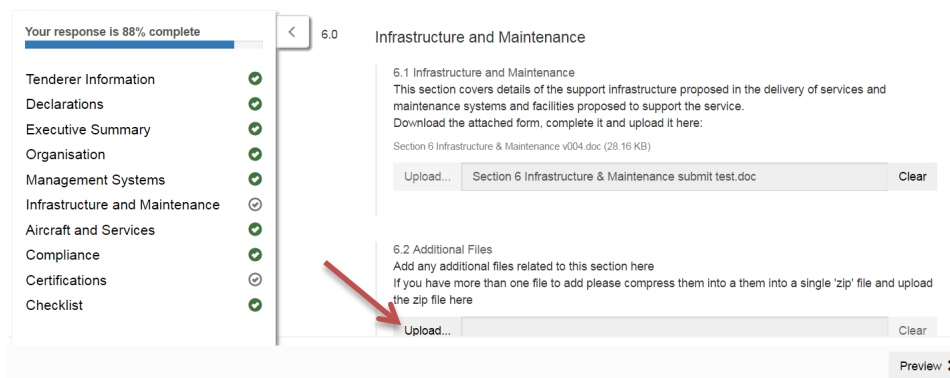 Your response is 88% complete
Tenderer Information
Declarations
Executive Summary
Organisation
Management Systems
Infrastructure and Maintenance
Aircraft and Services
Compliance
Certifications
Checklist
6.0 Infrastructure and Maintenance
6.1 Infrastructure and Maintenance
This section covers details of the support infrastructure proposed in the delivery of services and
maintenance systems and facilities proposed to support the service.
Download the attached form, complete it and upload it here:
Section 6 Infrastructure & Maintenance v004.doc (28.16 KB)
Upload... Section 6 Infrastructure & Maintenance submit test.doc Clear
6.2 Additional Files
Add any additional files related to this section here
If you have more than one file to add please compress them into a them into a single 'zip' file and upload
the zip file here
Upload... Clear
Preview